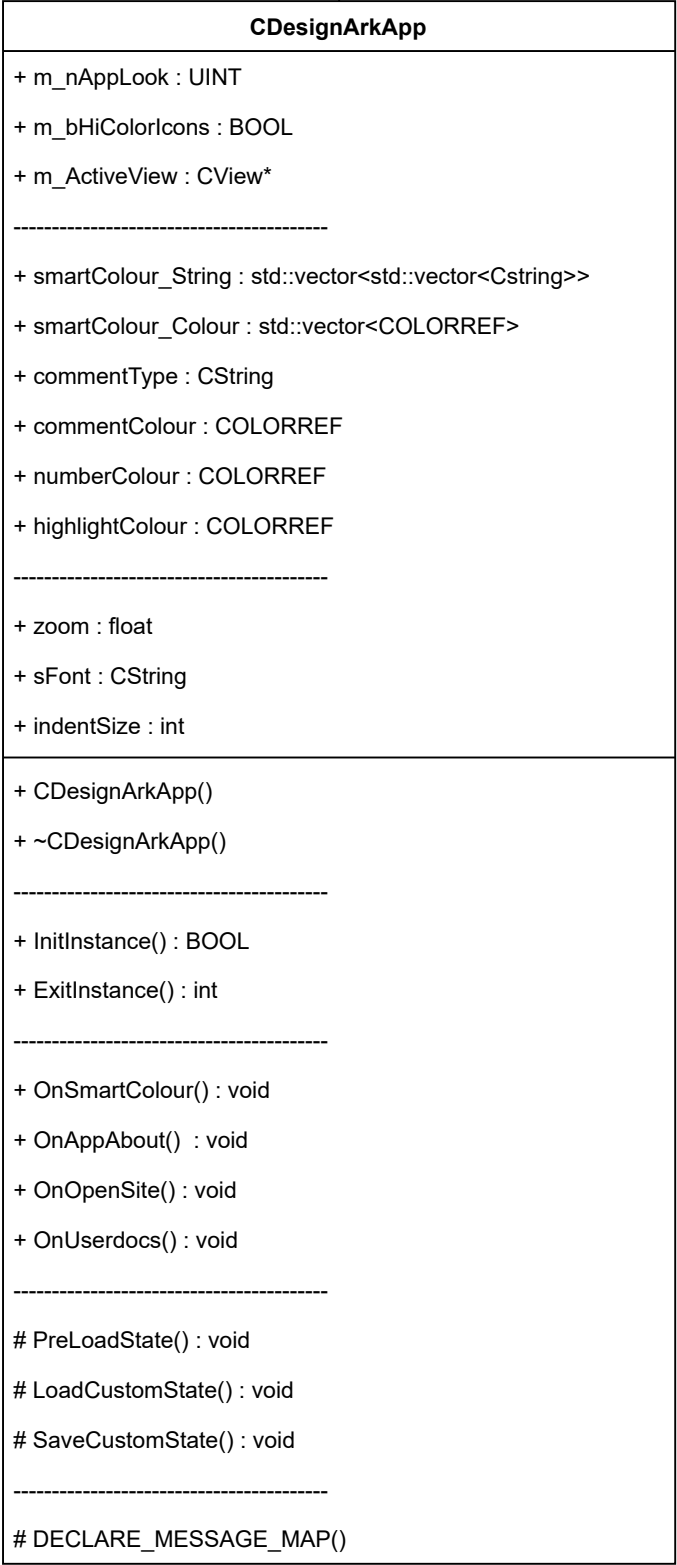 CDesignArkApp
+ m_nAppLook : UINT
+ m_bHiColorIcons : BOOL
+ m_ActiveView : CView*
-----------------------------------------
+ smartColour_String : std::vector<std::vector<Cstring>>
+ smartColour_Colour : std::vector<COLORREF>
+ commentType : CString
+ commentColour : COLORREF
+ numberColour : COLORREF
+ highlightColour : COLORREF
-----------------------------------------
+ zoom : float
+ sFont : CString
+ indentSize : int
+ CDesignArkApp()
+ ~CDesignArkApp()
-----------------------------------------
+ InitInstance() : BOOL
+ ExitInstance() : int
-----------------------------------------
+ OnSmartColour() : void
+ OnAppAbout()  : void
+ OnOpenSite() : void
+ OnUserdocs() : void
-----------------------------------------
# PreLoadState() : void
# LoadCustomState() : void
# SaveCustomState() : void
-----------------------------------------
# DECLARE_MESSAGE_MAP()